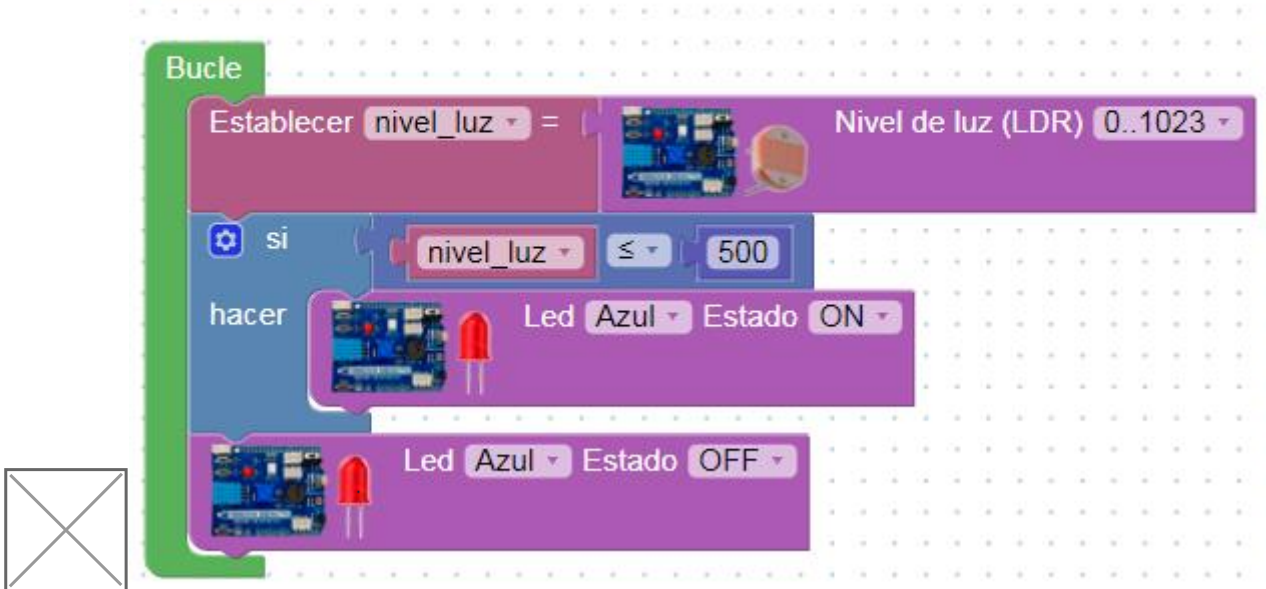 Bucle
Establecer nivel_luz = Nivel de luz (LDR) 0..1023
si nivel_luz ≤ 500
hacer Led Azul Estado ON
Led Azul Estado OFF